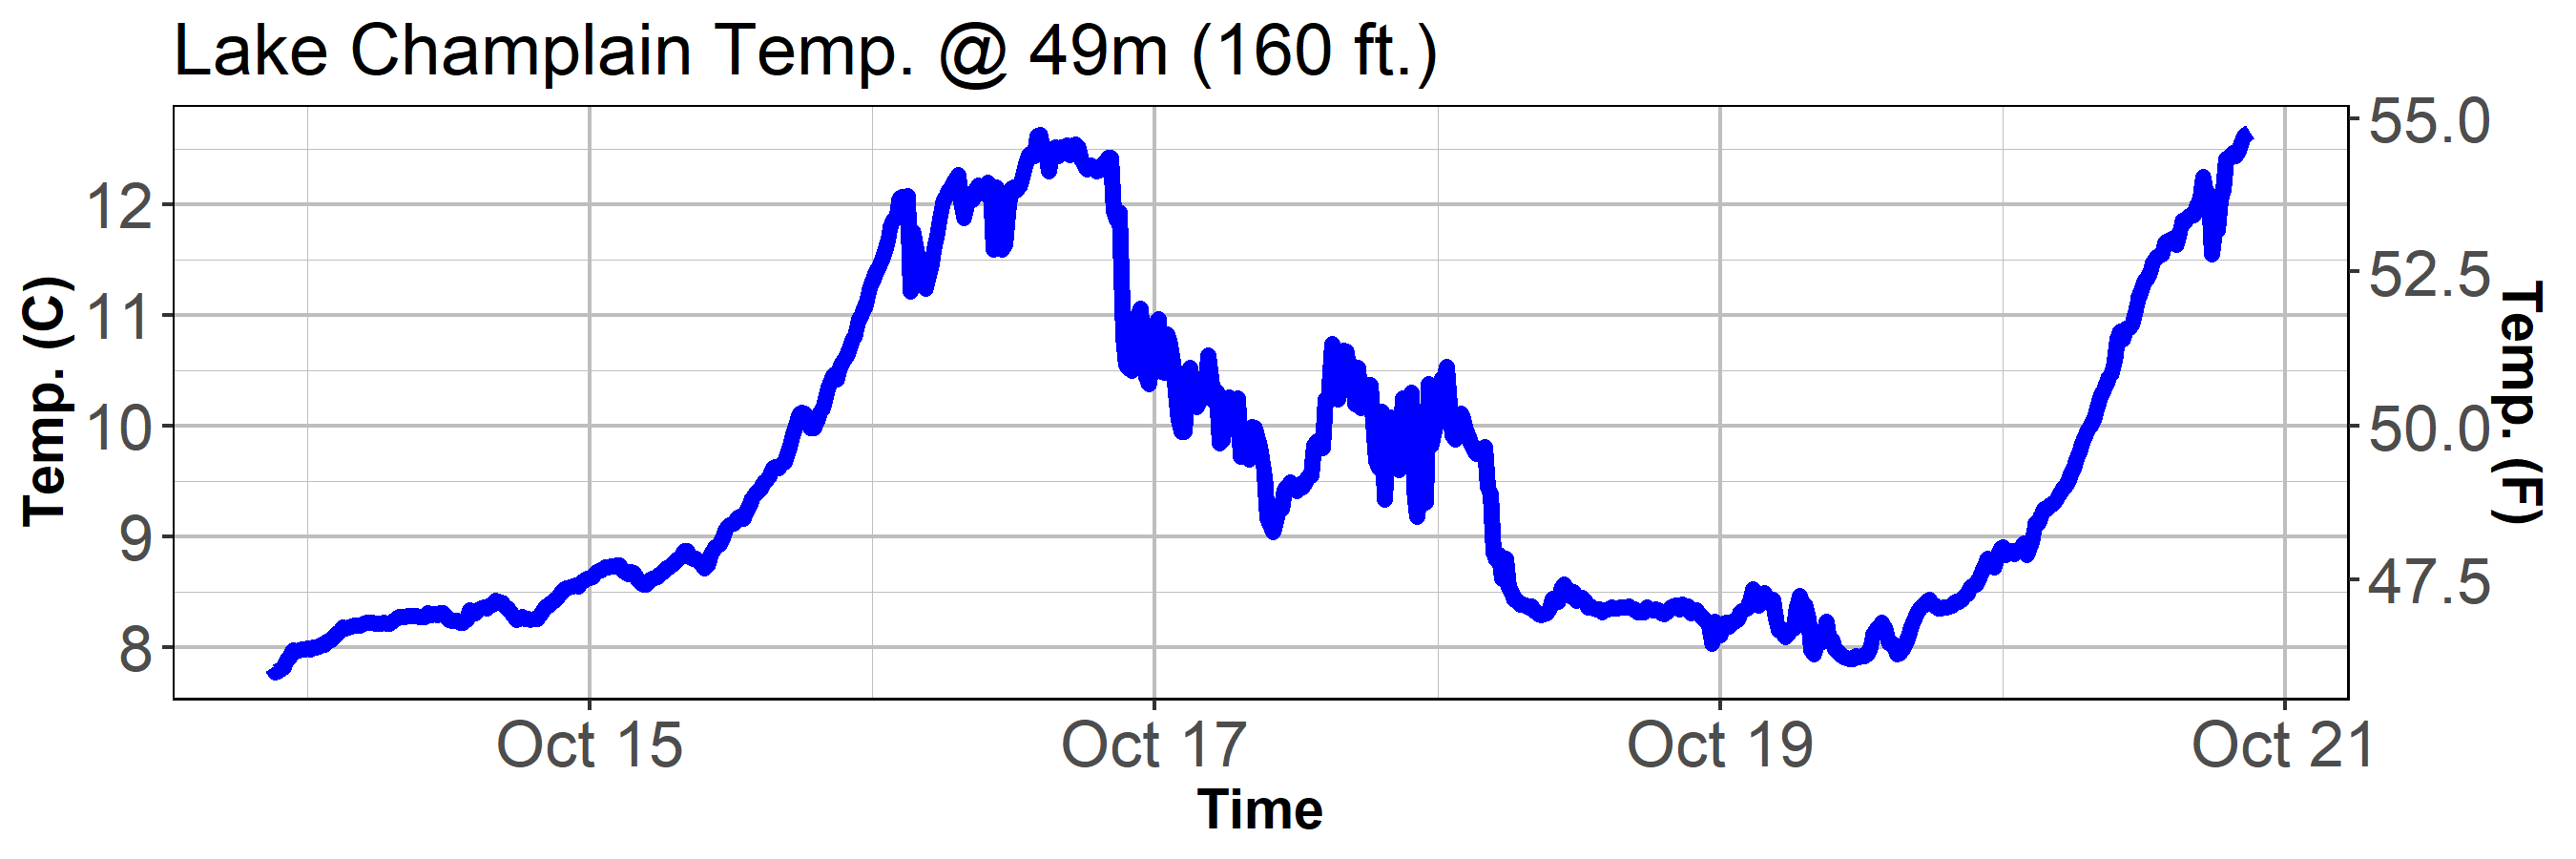 Lake Champlain Temp. @ 49m (160 ft.)
Temp. (C)
12
11
10
9
8
55.0
52.5
50.0
47.5
Temp. (F)
Oct 15 Oct 17 Oct 19 Oct 21
Time